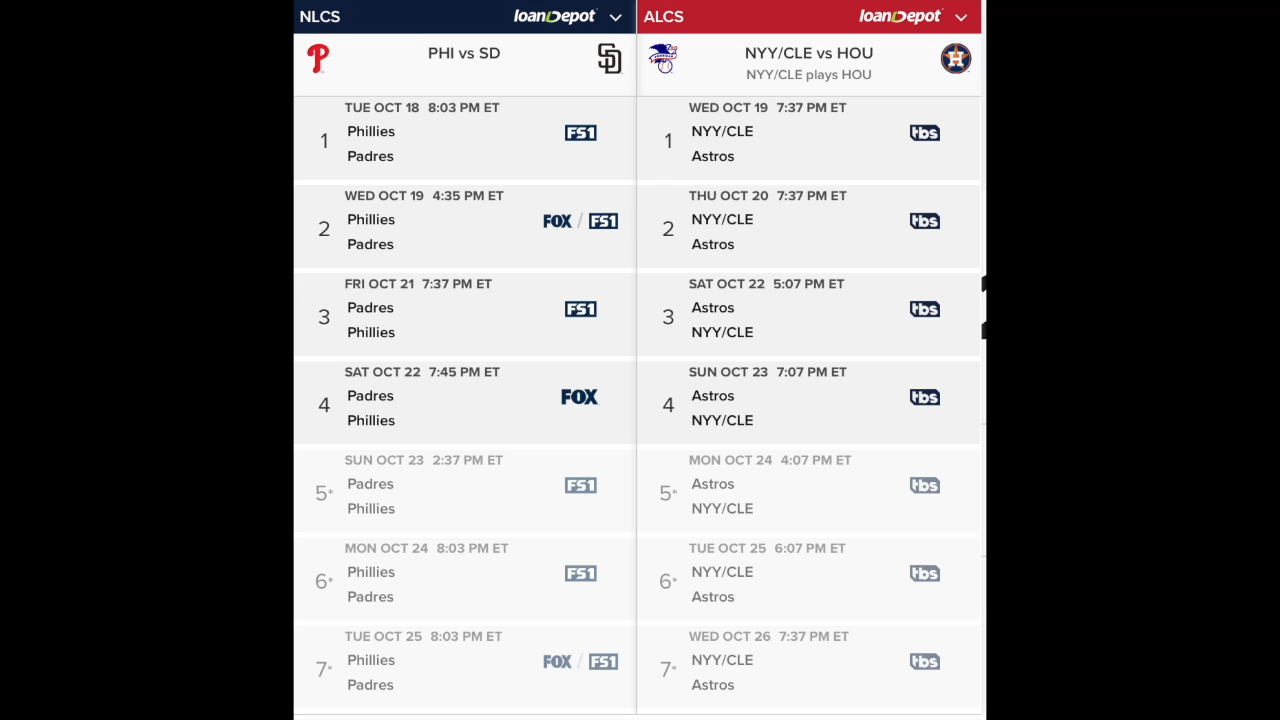 NLCS
loanDepot
PHI vs SD
TUE OCT 18 8:03 PM ET
1
Phillies
FS1
Padres
WED OCT 19 4:35 PM ET
2
Phillies
FOX / FS1
Padres
FRI OCT 21 7:37 PM ET
3
Padres
FS1
Phillies
SAT OCT 22 7:45 PM ET
4
Padres
FOX
Phillies
SUN OCT 23 2:37 PM ET
5*
Padres
FS1
Phillies
MON OCT 24 8:03 PM ET
6*
Phillies
FS1
Padres
TUE OCT 25 8:03 PM ET
7*
Phillies
FOX / FS1
Padres
ALCS
loanDepot
NYY/CLE vs HOU
NYY/CLE plays HOU
H
WED OCT 19 7:37 PM ET
1
NYY/CLE
tbs
Astros
THU OCT 20 7:37 PM ET
2
NYY/CLE
tbs
Astros
SAT OCT 22 5:07 PM ET
3
Astros
tbs
NYY/CLE
SUN OCT 23 7:07 PM ET
4
Astros
tbs
NYY/CLE
MON OCT 24 4:07 PM ET
5*
Astros
tbs
NYY/CLE
TUE OCT 25 6:07 PM ET
6*
NYY/CLE
tbs
Astros
WED OCT 26 7:37 PM ET
7*
NYY/CLE
tbs
Astros